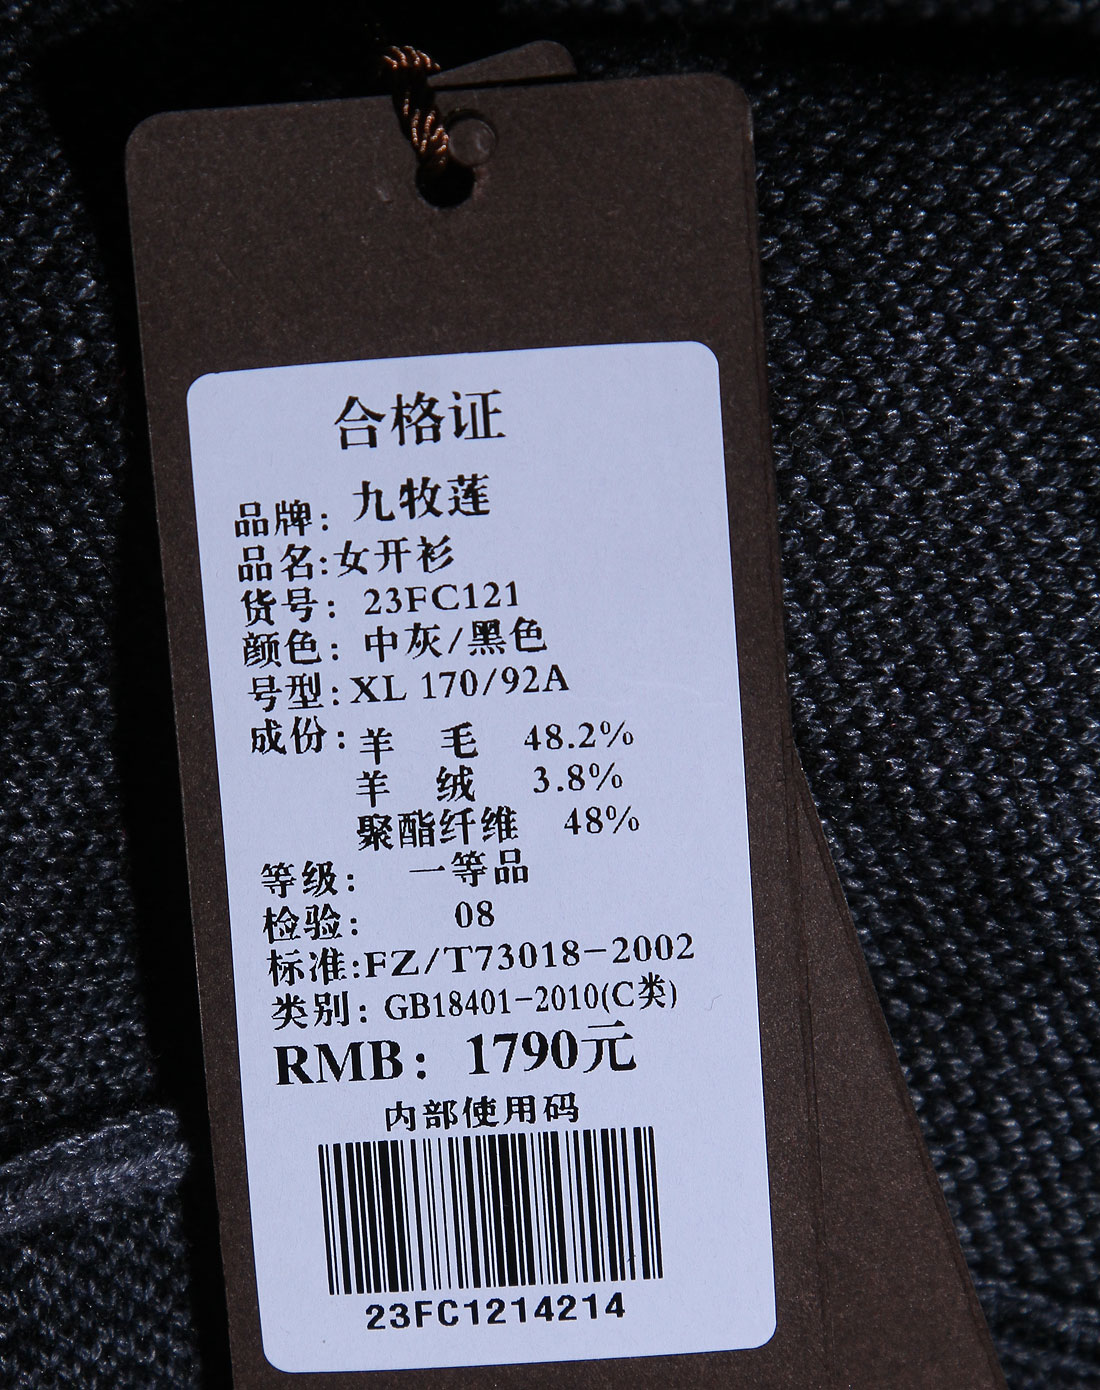 合格证
品牌: 九牧莲
品名:女开衫
货号: 23FC121
颜色: 中灰/黑色
号型:XL 170/92A
成份:羊 毛 48.2%
羊 绒 3.8%
聚酯纤维 48%
等级: 一等品
检验: 08
标准:FZ/T73018-2002
类别: GB18401-2010(C类)
RMB: 1790元
内部使用码
23FC1214214